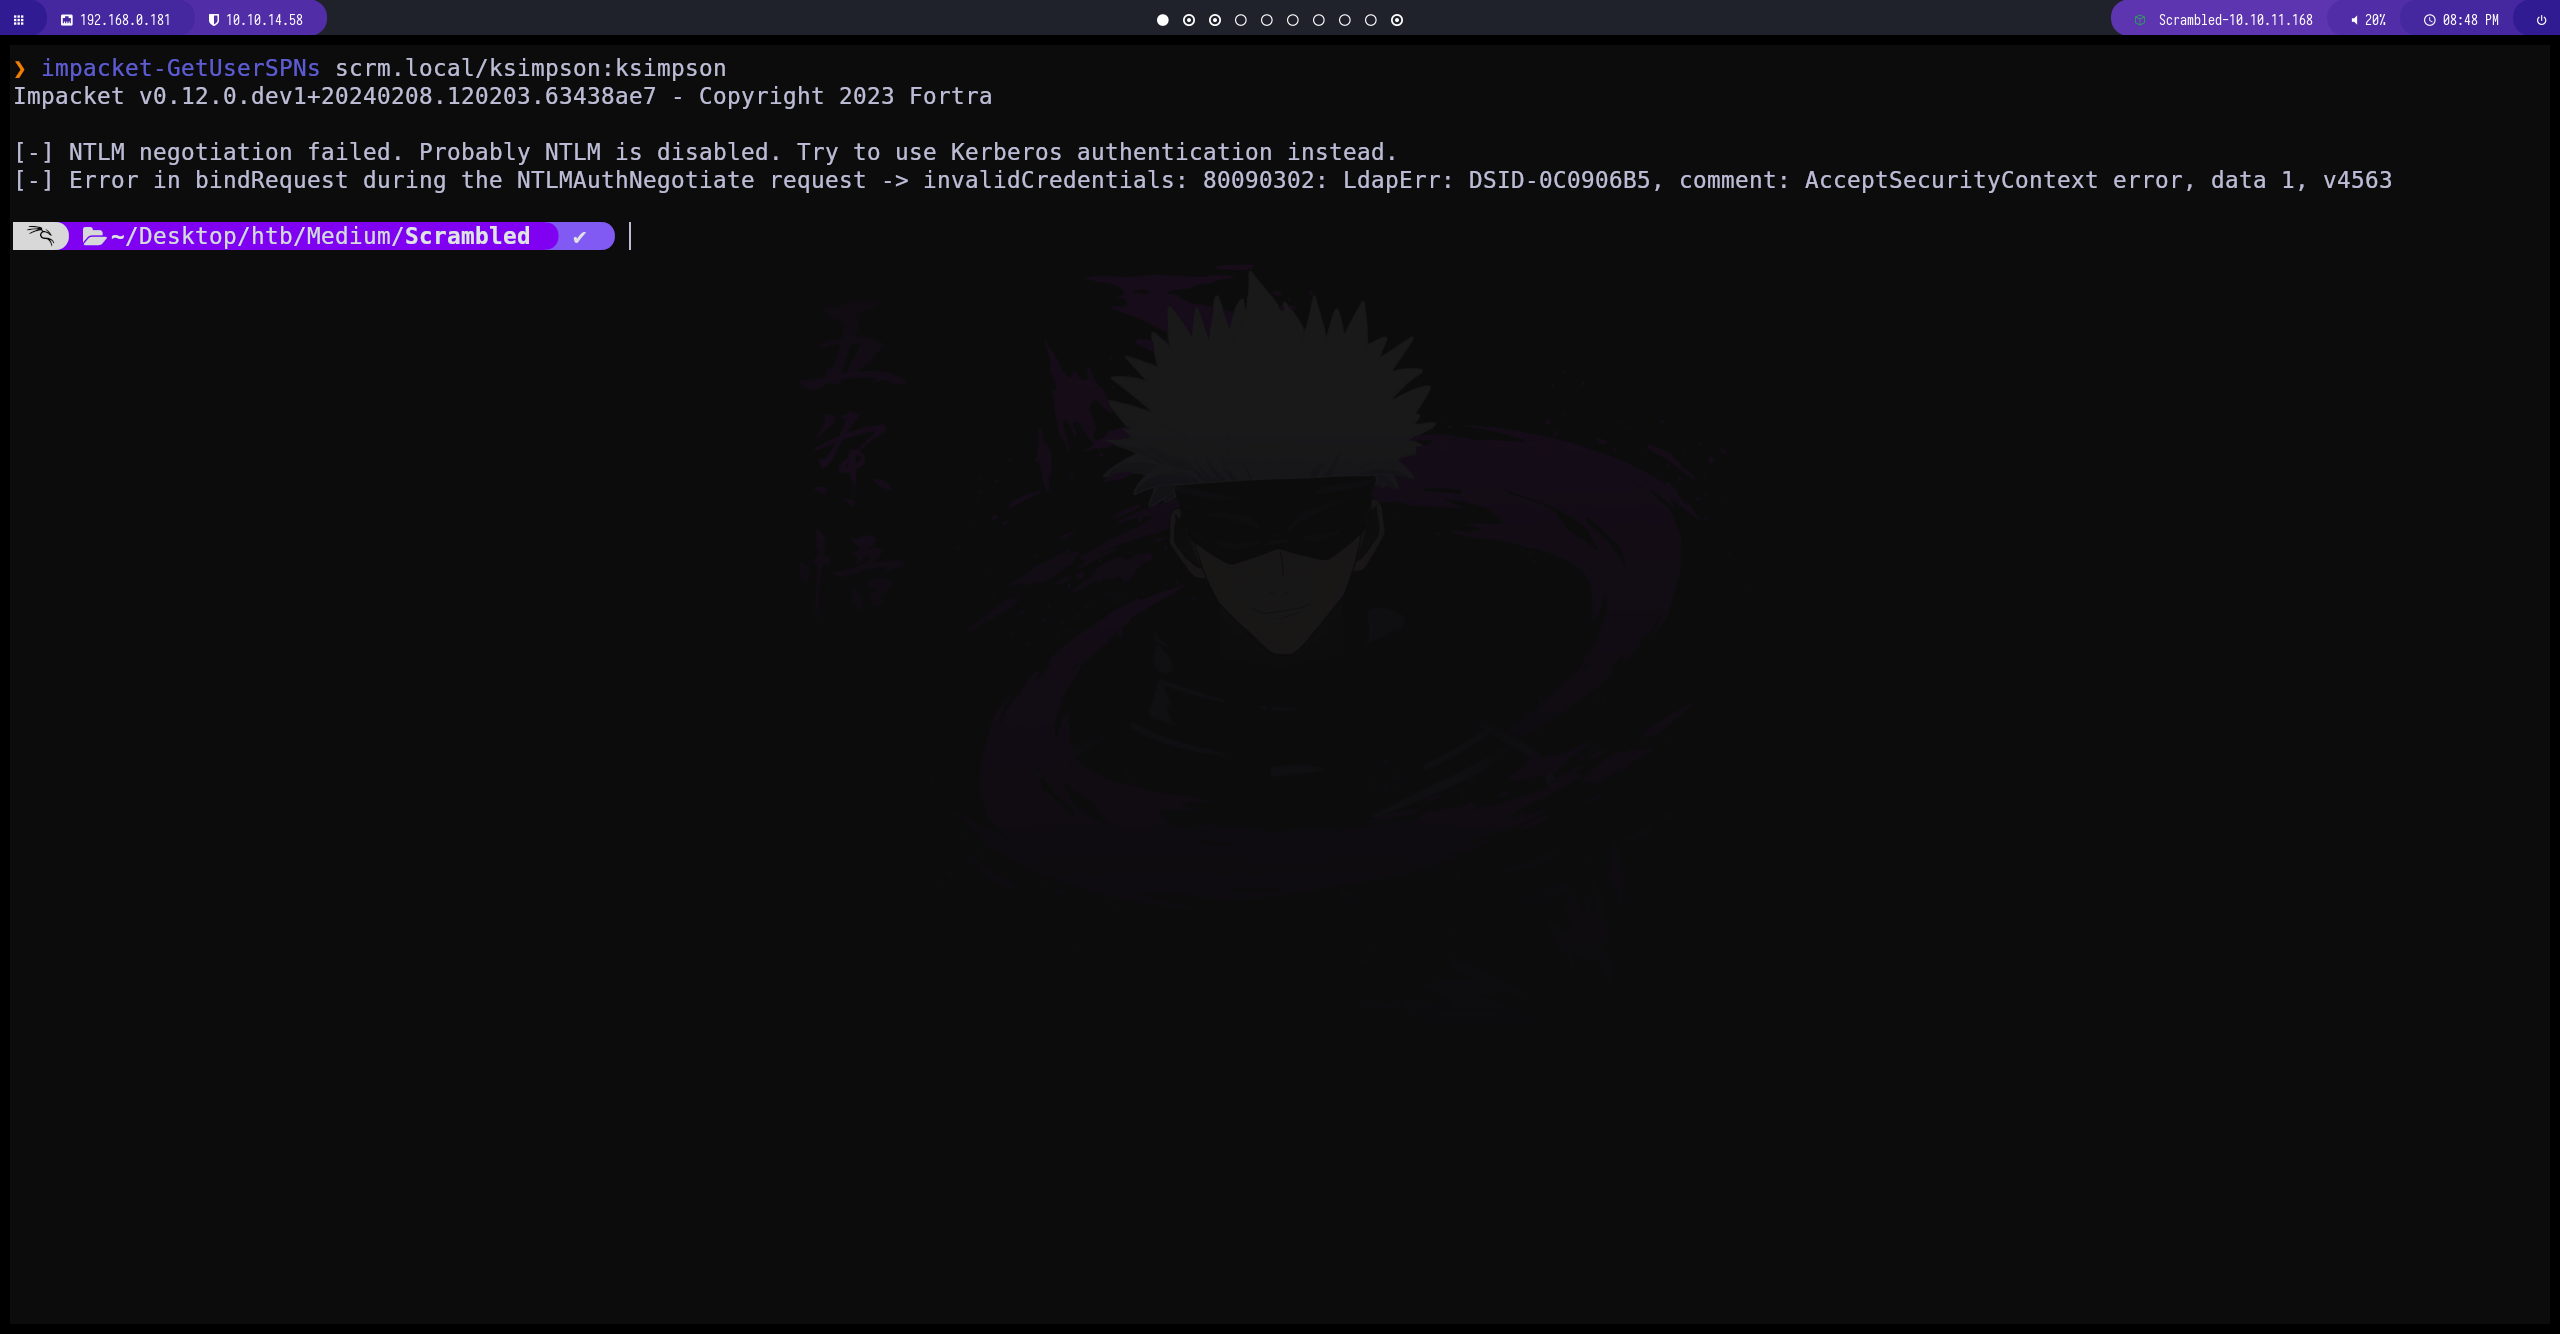 192.168.0.181 10.10.14.58 Scrambled-10.10.11.168 20% 08:48 PM
❯ impacket-GetUserSPNs scrm.local/ksimpson:ksimpson
Impacket v0.12.0.dev1+20240208.120203.63438ae7 - Copyright 2023 Fortra
[-] NTLM negotiation failed. Probably NTLM is disabled. Try to use Kerberos authentication instead.
[-] Error in bindRequest during the NTLMAuthNegotiate request -> invalidCredentials: 80090302: LdapErr: DSID-0C0906B5, comment: AcceptSecurityContext error, data 1, v4563
~/Desktop/htb/Medium/Scrambled ✔
五
条
悟